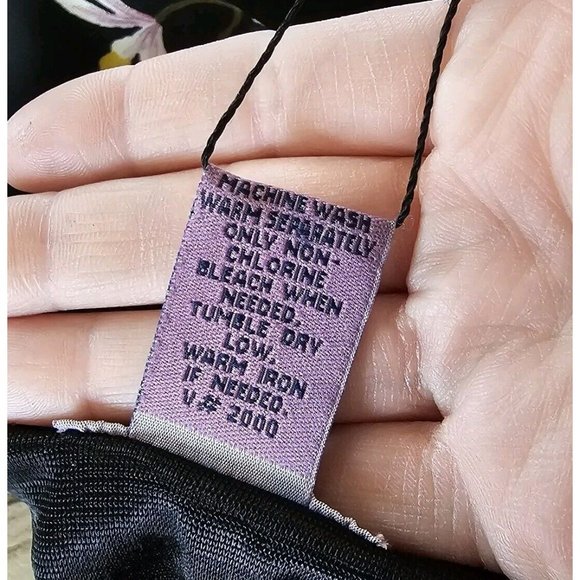 MACHINE WASH
WARM SEPARATELY
ONLY NON-
CHLORINE
BLEACH WHEN
NEEDED.
TUMBLE DRY
LOW.
WARM IRON
IF NEEDED.
V.# 2000